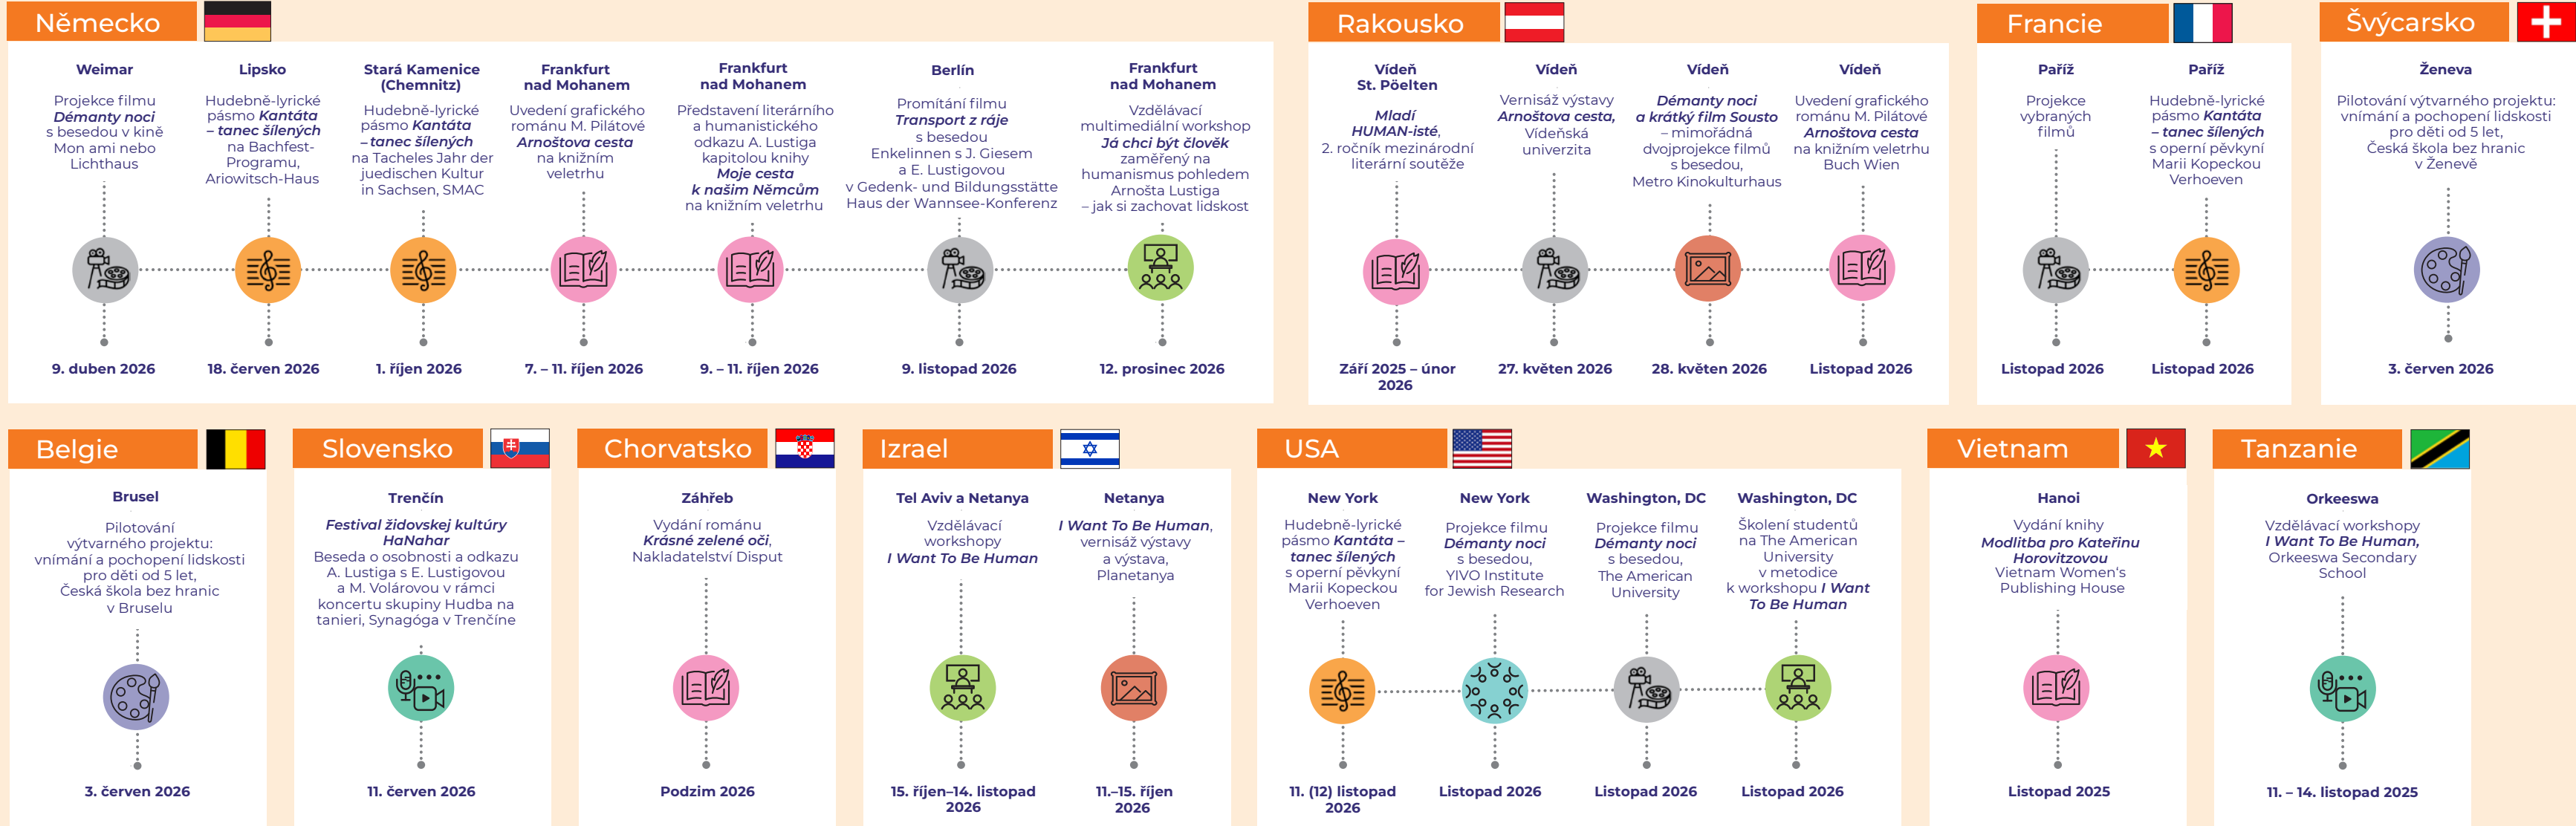 Německo
Weimar
Projekce filmu
Démanty noci
s besedou v kině
Mon ami nebo
Lichthaus
9. duben 2026
Lipsko
Hudebně-lyrické
pásmo Kantáta
– tanec šílených
na Bachfest-
Programu,
Ariowitsch-Haus
18. červen 2026
Stará Kamenice
(Chemnitz)
Hudebně-lyrické
pásmo Kantáta
– tanec šílených
na Tacheles Jahr der
juedischen Kultur
in Sachsen, SMAC
1. říjen 2026
Frankfurt
nad Mohanem
Uvedení grafického
románu M. Pilátové
Arnoštova cesta
na knižním
veletrhu
7. – 11. říjen 2026
Frankfurt
nad Mohanem
Představení literárního
a humanistického
odkazu A. Lustiga
kapitolou knihy
Moje cesta
k našim Němcům
na knižním veletrhu
9. – 11. říjen 2026
Berlín
Promítání filmu
Transport z ráje
s besedou
Enkelinnen s J. Giesem
a E. Lustigovou
v Gedenk- und Bildungsstätte
Haus der Wannsee-Konferenz
9. listopad 2026
Frankfurt
nad Mohanem
Vzdělávací
multimediální workshop
Já chci být člověk
zaměřený na
humanismus pohledem
Arnošta Lustiga
– jak si zachovat lidskost
12. prosinec 2026
Rakousko
Vídeň
St. Pöelten
Mladí
HUMAN-isté,
2. ročník mezinárodní
literární soutěže
Září 2025 – únor
2026
Vídeň
Vernisáž výstavy
Arnoštova cesta,
Vídeňská
univerzita
27. květen 2026
Vídeň
Démanty noci
a krátký film Sousto
– mimořádná
dvojprojekce filmů
s besedou,
Metro Kinokulturhaus
28. květen 2026
Vídeň
Uvedení grafického
románu M. Pilátové
Arnoštova cesta
na knižním veletrhu
Buch Wien
Listopad 2026
Francie
Paříž
Projekce
vybraných
filmů
Listopad 2026
Paříž
Hudebně-lyrické
pásmo Kantáta
– tanec šílených
s operní pěvkyní
Marii Kopeckou
Verhoeven
Listopad 2026
Švýcarsko
Ženeva
Pilotování výtvarného projektu:
vnímání a pochopení lidskosti
pro děti od 5 let,
Česká škola bez hranic
v Ženevě
3. červen 2026
Belgie
Brusel
Pilotování
výtvarného projektu:
vnímání a pochopení lidskosti
pro děti od 5 let,
Česká škola bez hranic
v Bruselu
3. červen 2026
Slovensko
Trenčín
Festival židovskej kultúry
HaNahar
Beseda o osobnosti a odkazu
A. Lustiga s E. Lustigovou
a M. Volárovou v rámci
koncertu skupiny Hudba na
tanieri, Synagóga v Trenčíne
11. červen 2026
Chorvatsko
Záhřeb
Vydání románu
Krásné zelené oči,
Nakladatelství Disput
Podzim 2026
Izrael
Tel Aviv a Netanya
Vzdělávací
workshopy
I Want To Be Human
15. říjen–14. listopad
2026
Netanya
I Want To Be Human,
vernisáž výstavy
a výstava,
Planetanya
11.–15. říjen
2026
USA
New York
Hudebně-lyrické
pásmo Kantáta –
tanec šílených
s operní pěvkyní
Marii Kopeckou
Verhoeven
11. (12) listopad
2026
New York
Projekce filmu
Démanty noci
s besedou,
YIVO Institute
for Jewish Research
Listopad 2026
Washington, DC
Projekce filmu
Démanty noci
s besedou,
The American
University
Listopad 2026
Washington, DC
Školení studentů
na The American
University
v metodice
k workshopu I Want
To Be Human
Listopad 2026
Vietnam
Hanoi
Vydání knihy
Modlitba pro Kateřinu
Horovitzovou
Vietnam Women‘s
Publishing House
Listopad 2025
Tanzanie
Orkeeswa
Vzdělávací workshopy
I Want To Be Human,
Orkeeswa Secondary
School
11. – 14. listopad 2025